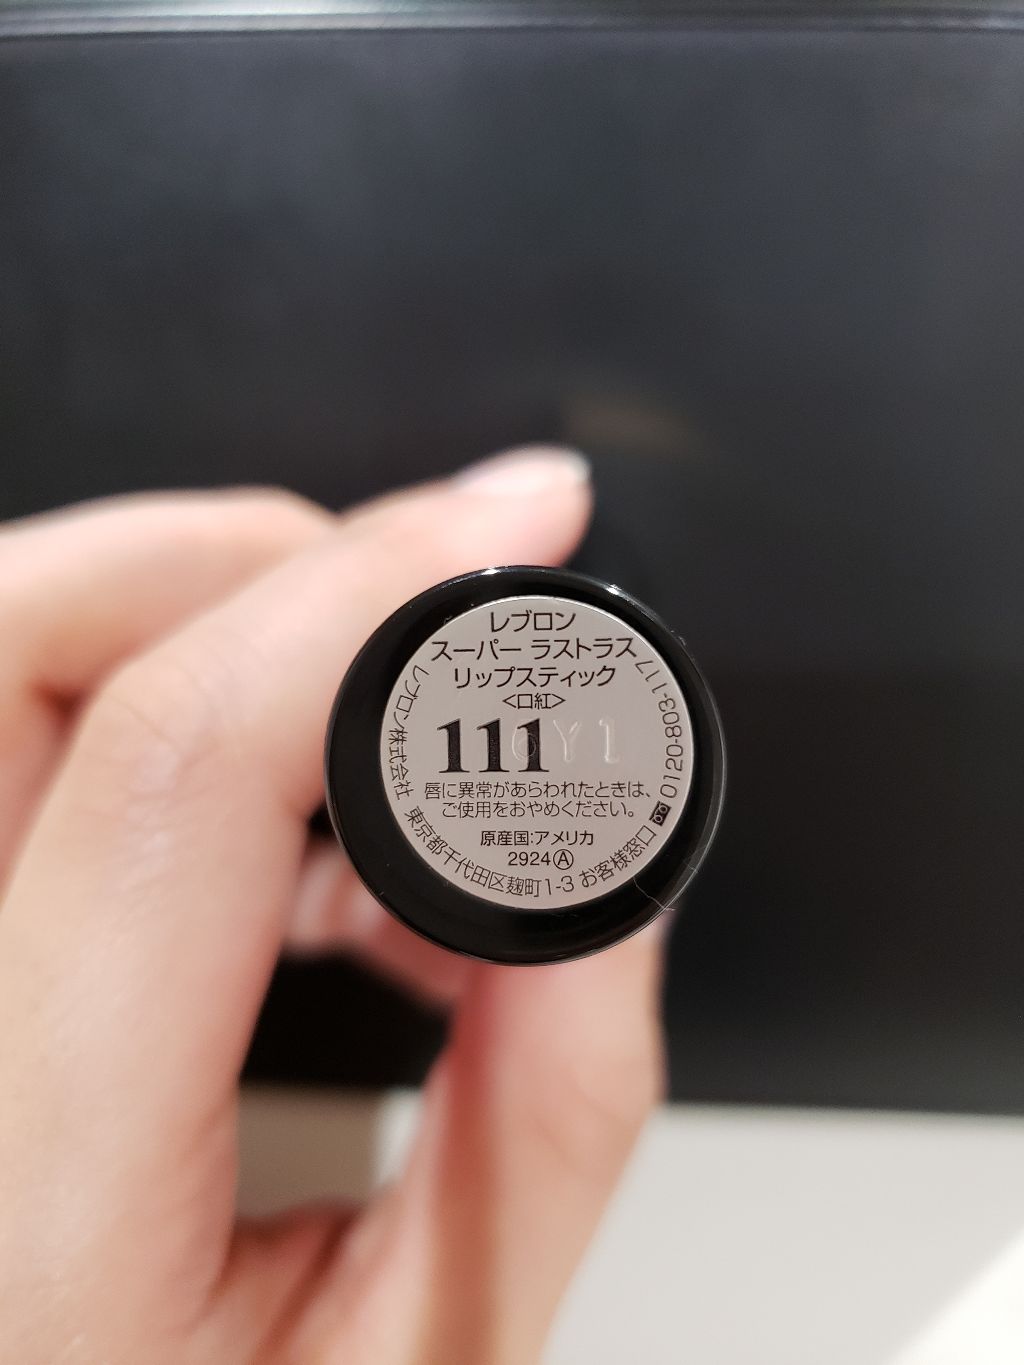 レブロン
スーパー ラストラス
リップスティック
<口紅>
111
唇に異常があらわれたときは、
ご使用をおやめください。
原産国:アメリカ
2924Ⓐ
レブロン株式会社 東京都千代田区麹町1-3 お客様窓口 0120-803-117